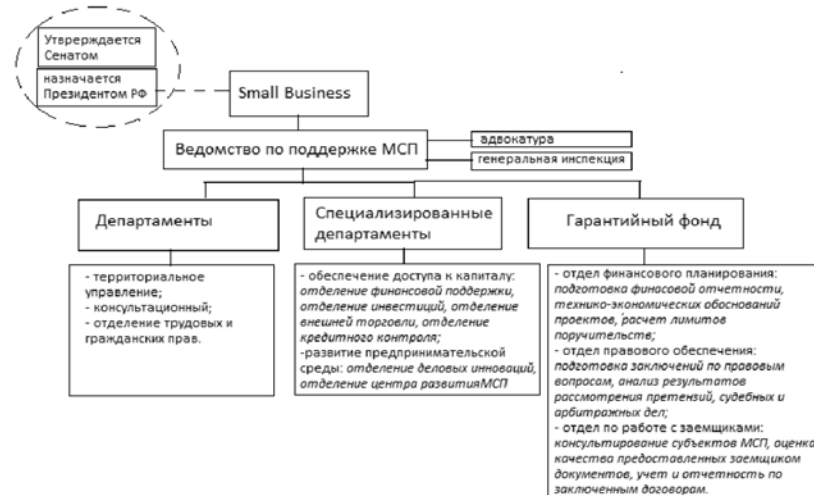 Утврерждается
Сенатом
назначается
Президентом РФ
Small Business
Ведомство по поддержке МСП
адвокатура
генеральная инспекция
Департаменты
Специализированные
департаменты
Гарантийный фонд
- территориальное
управление;
- консультационный;
- отделение трудовых и
гражданских прав.
- обеспечение доступа к капиталу:
отделение финансовой поддержки,
отделение инвестиций, отделение
внешней торговли, отделение
кредитного контроля;
-развитие предпринимательской
среды: отделение деловых инноваций,
отделение центра развитияМСП
- отдел финансового планирования:
подготовка финасовой отчетности,
технико-экономических обоснований
проектов, расчет лимитов
поручительств;
- отдел правового обеспечения:
подготовка заключений по правовым
вопросам, анализ результатов
рассмотрения претензий, судебных и
арбитражных дел;
- отдел по работе с заемщиками:
консультирование субъектов МСП, оценка
качества предоставленных заемщиком
документов, учет и отчетность по
заключенным договорам.